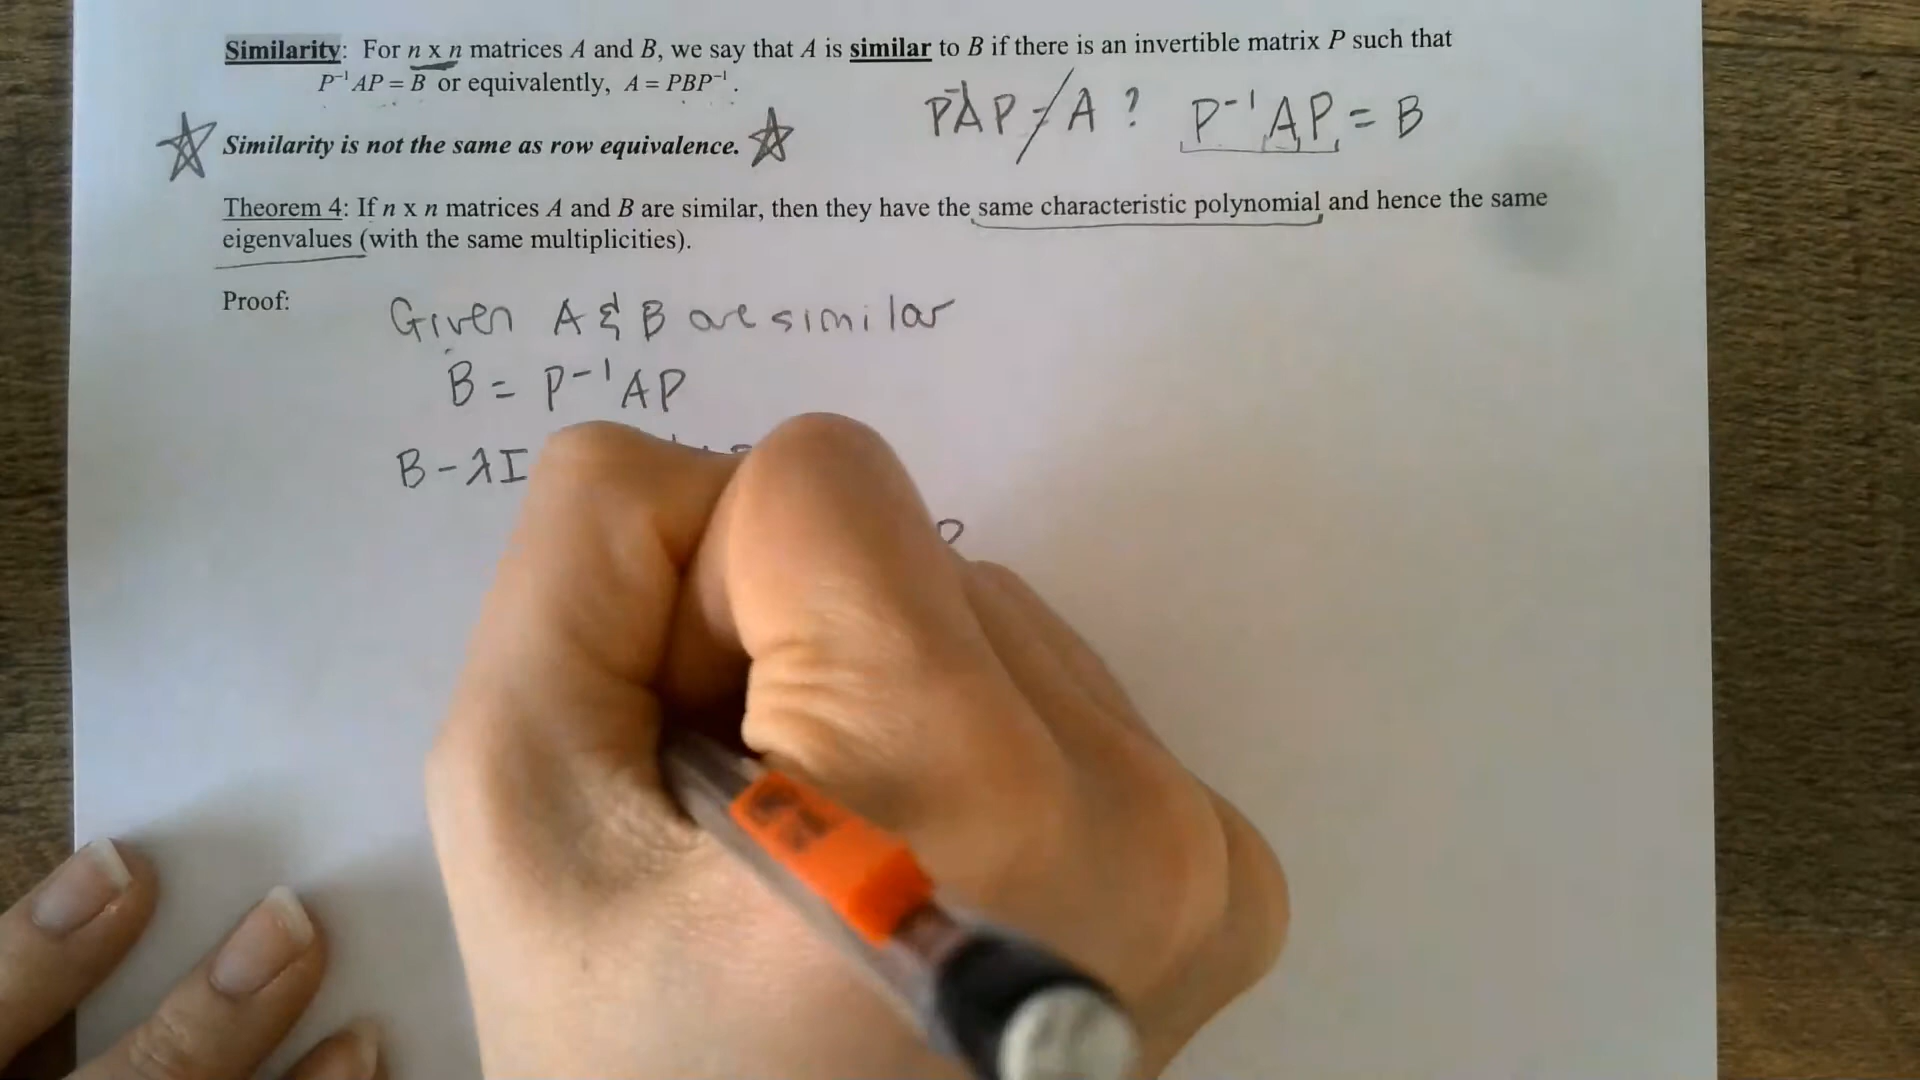 Similarity: For n x n matrices A and B, we say that A is similar to B if there is an invertible matrix P such that
P⁻¹AP = B or equivalently, A = PBP⁻¹.
PAP = A ? P⁻¹AP = B
Similarity is not the same as row equivalence.
Theorem 4: If n x n matrices A and B are similar, then they have the same characteristic polynomial and hence the same
eigenvalues (with the same multiplicities).
Proof:
Given A & B are similar
B = P⁻¹AP
B - λI